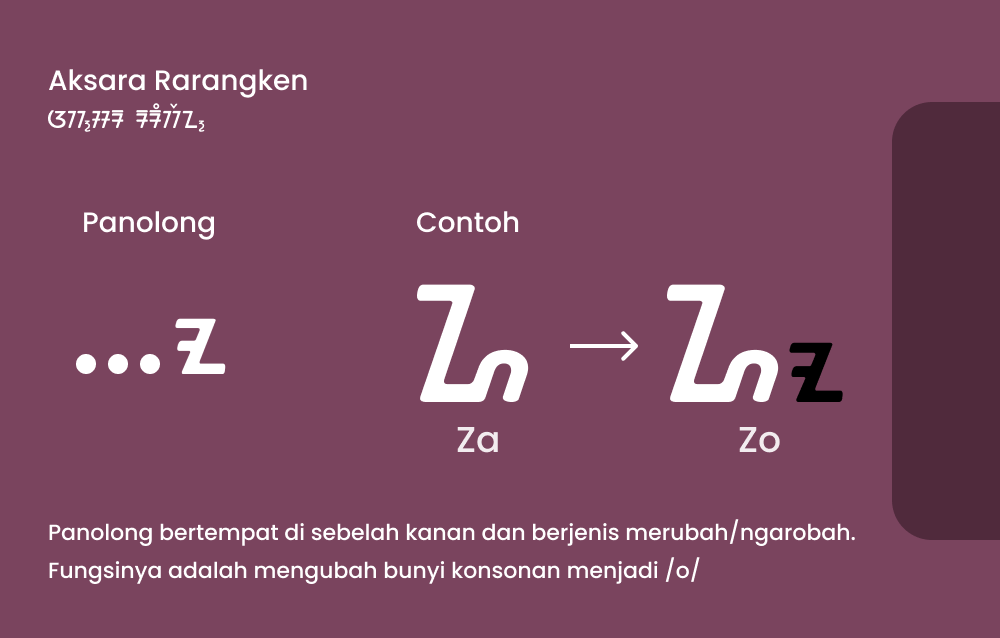 Aksara Rarangken
ᮃᮊ᮪ᮞᮛ ᮛᮛᮀᮊᮨᮔ᮪
Panolong Contoh
...ᮧ ᮐ → ᮐᮧ
Za Zo
Panolong bertempat di sebelah kanan dan berjenis merubah/ngarobah.
Fungsinya adalah mengubah bunyi konsonan menjadi /o/